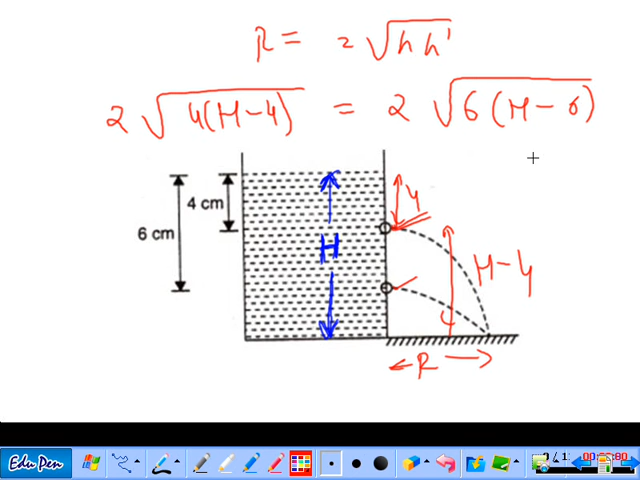 R = 2 √hh'
2 √4(H-4) = 2 √6(H-6)
4 cm
4
6 cm
H
H-4
R
Edu Pen